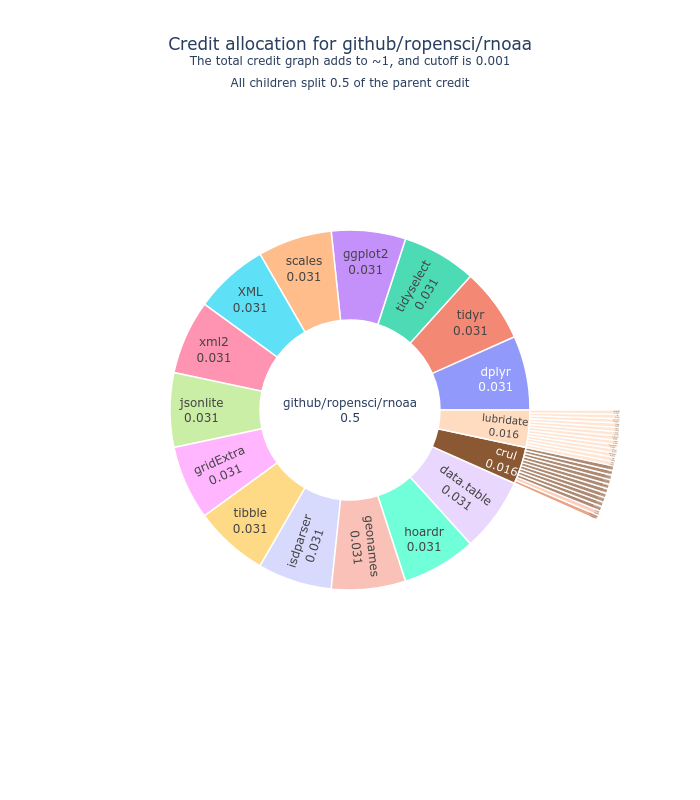 Credit allocation for github/ropensci/rnoaa
The total credit graph adds to ~1, and cutoff is 0.001
All children split 0.5 of the parent credit
github/ropensci/rnoaa
0.5
dplyr
0.031
tidyr
0.031
tidyselect
0.031
ggplot2
0.031
scales
0.031
XML
0.031
xml2
0.031
jsonlite
0.031
gridExtra
0.031
tibble
0.031
isdparser
0.031
geonames
0.031
hoardr
0.031
data.table
0.031
crul
0.016
lubridate
0.016